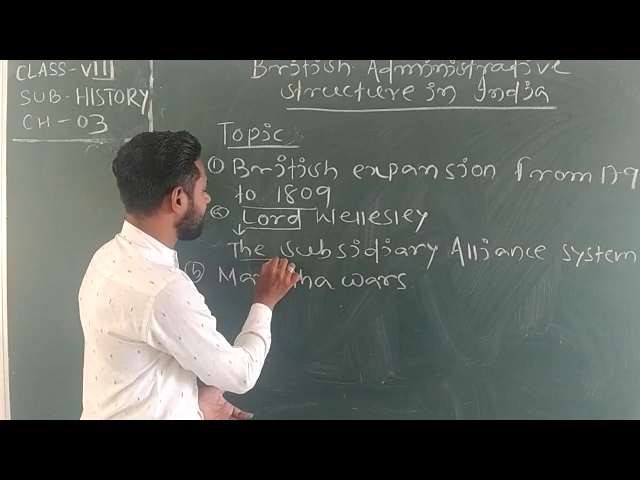 CLASS-VIII
SUB-HISTORY
CH-03
British Administrative
structure in India
Topic
① British expansion from
to 1809
ⓐ Lord Wellesley
The Subsidiary Alliance system
ⓑ wars